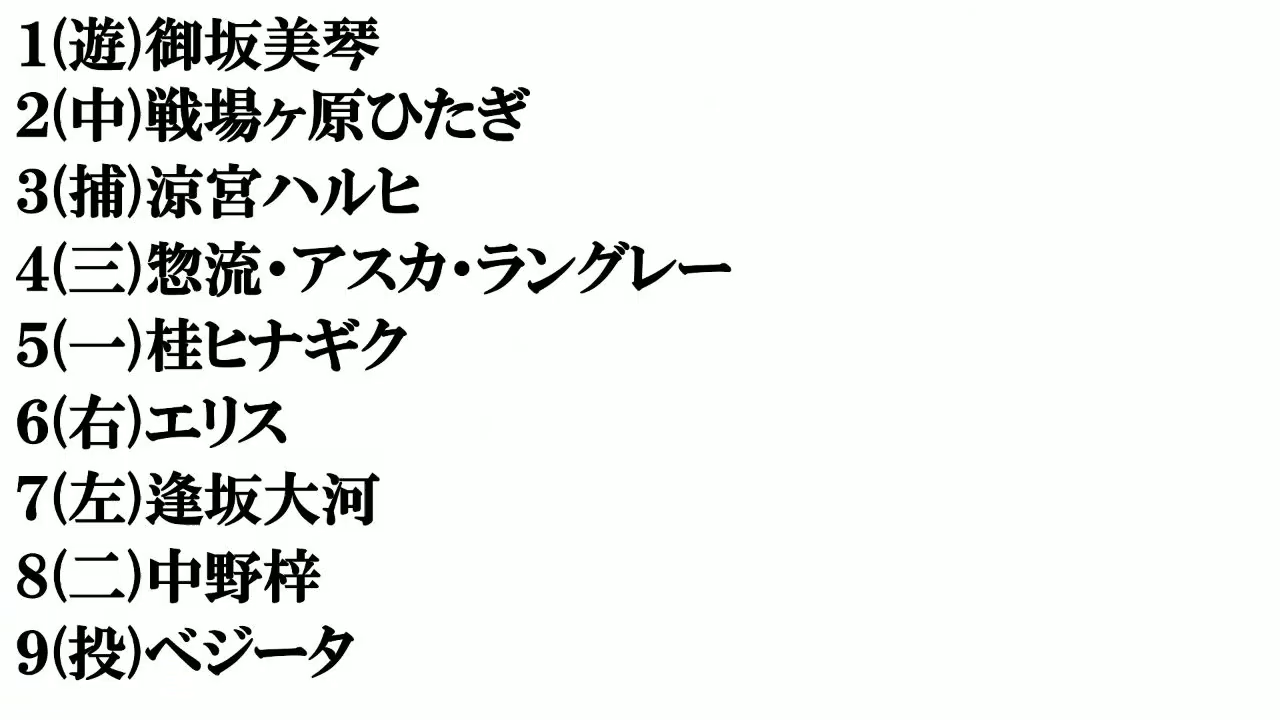 1(遊)御坂美琴
2(中)戦場ヶ原ひたぎ
3(捕)涼宮ハルヒ
4(三)惣流・アスカ・ラングレー
5(一)桂ヒナギク
6(右)エリス
7(左)逢坂大河
8(二)中野梓
9(投)ベジータ